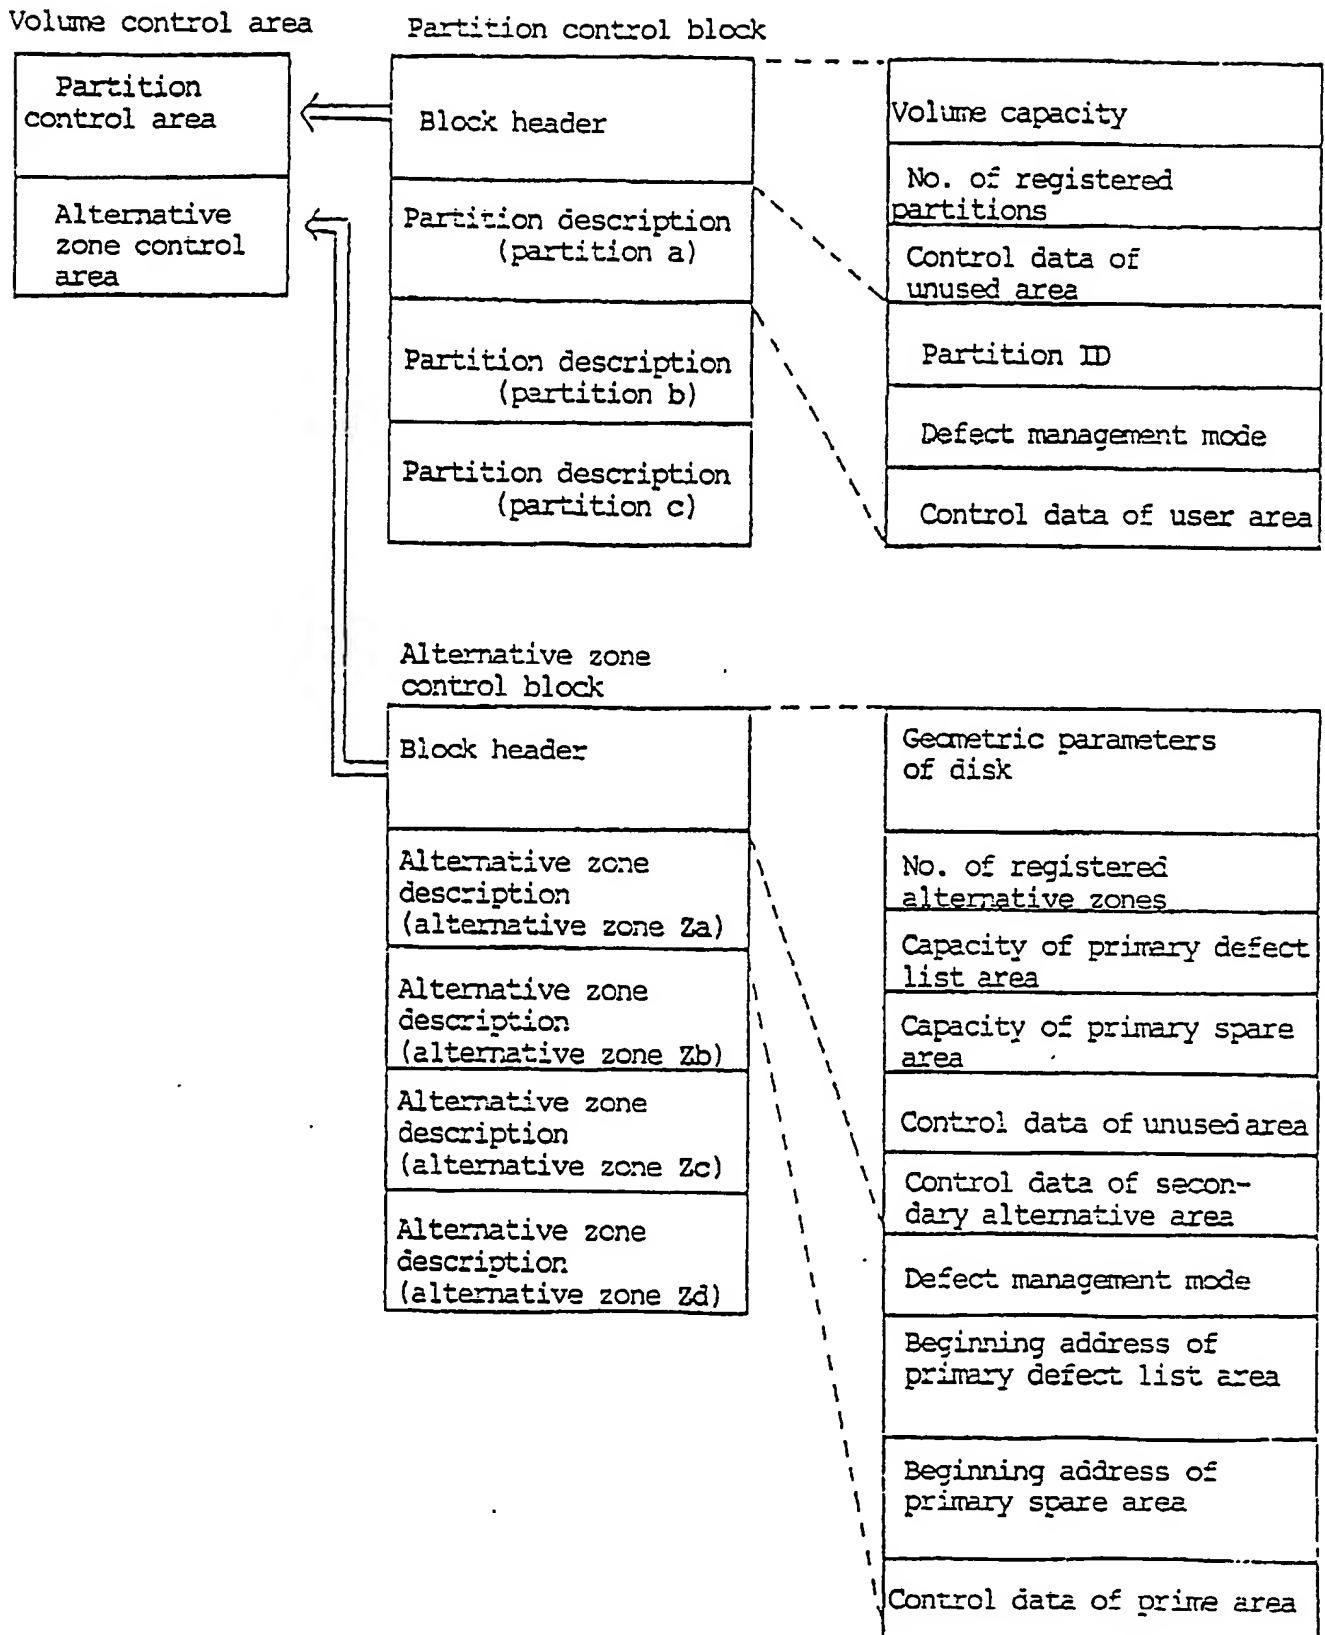 Volume control area
Partition
control area
Alternative
zone control
area
Partition control block
Block header
Partition description
(partition a)
Partition description
(partition b)
Partition description
(partition c)
Volume capacity
No. of registered
partitions
Control data of
unused area
Partition ID
Defect management mode
Control data of user area
Alternative zone
control block
Block header
Alternative zone
description
(alternative zone Za)
Alternative zone
description
(alternative zone Zb)
Alternative zone
description
(alternative zone Zc)
Alternative zone
description
(alternative zone Zd)
Geometric parameters
of disk
No. of registered
alternative zones
Capacity of primary defect
list area
Capacity of primary spare
area
Control data of unused area
Control data of secon-
dary alternative area
Defect management mode
Beginning address of
primary defect list area
Beginning address of
primary spare area
Control data of prime area